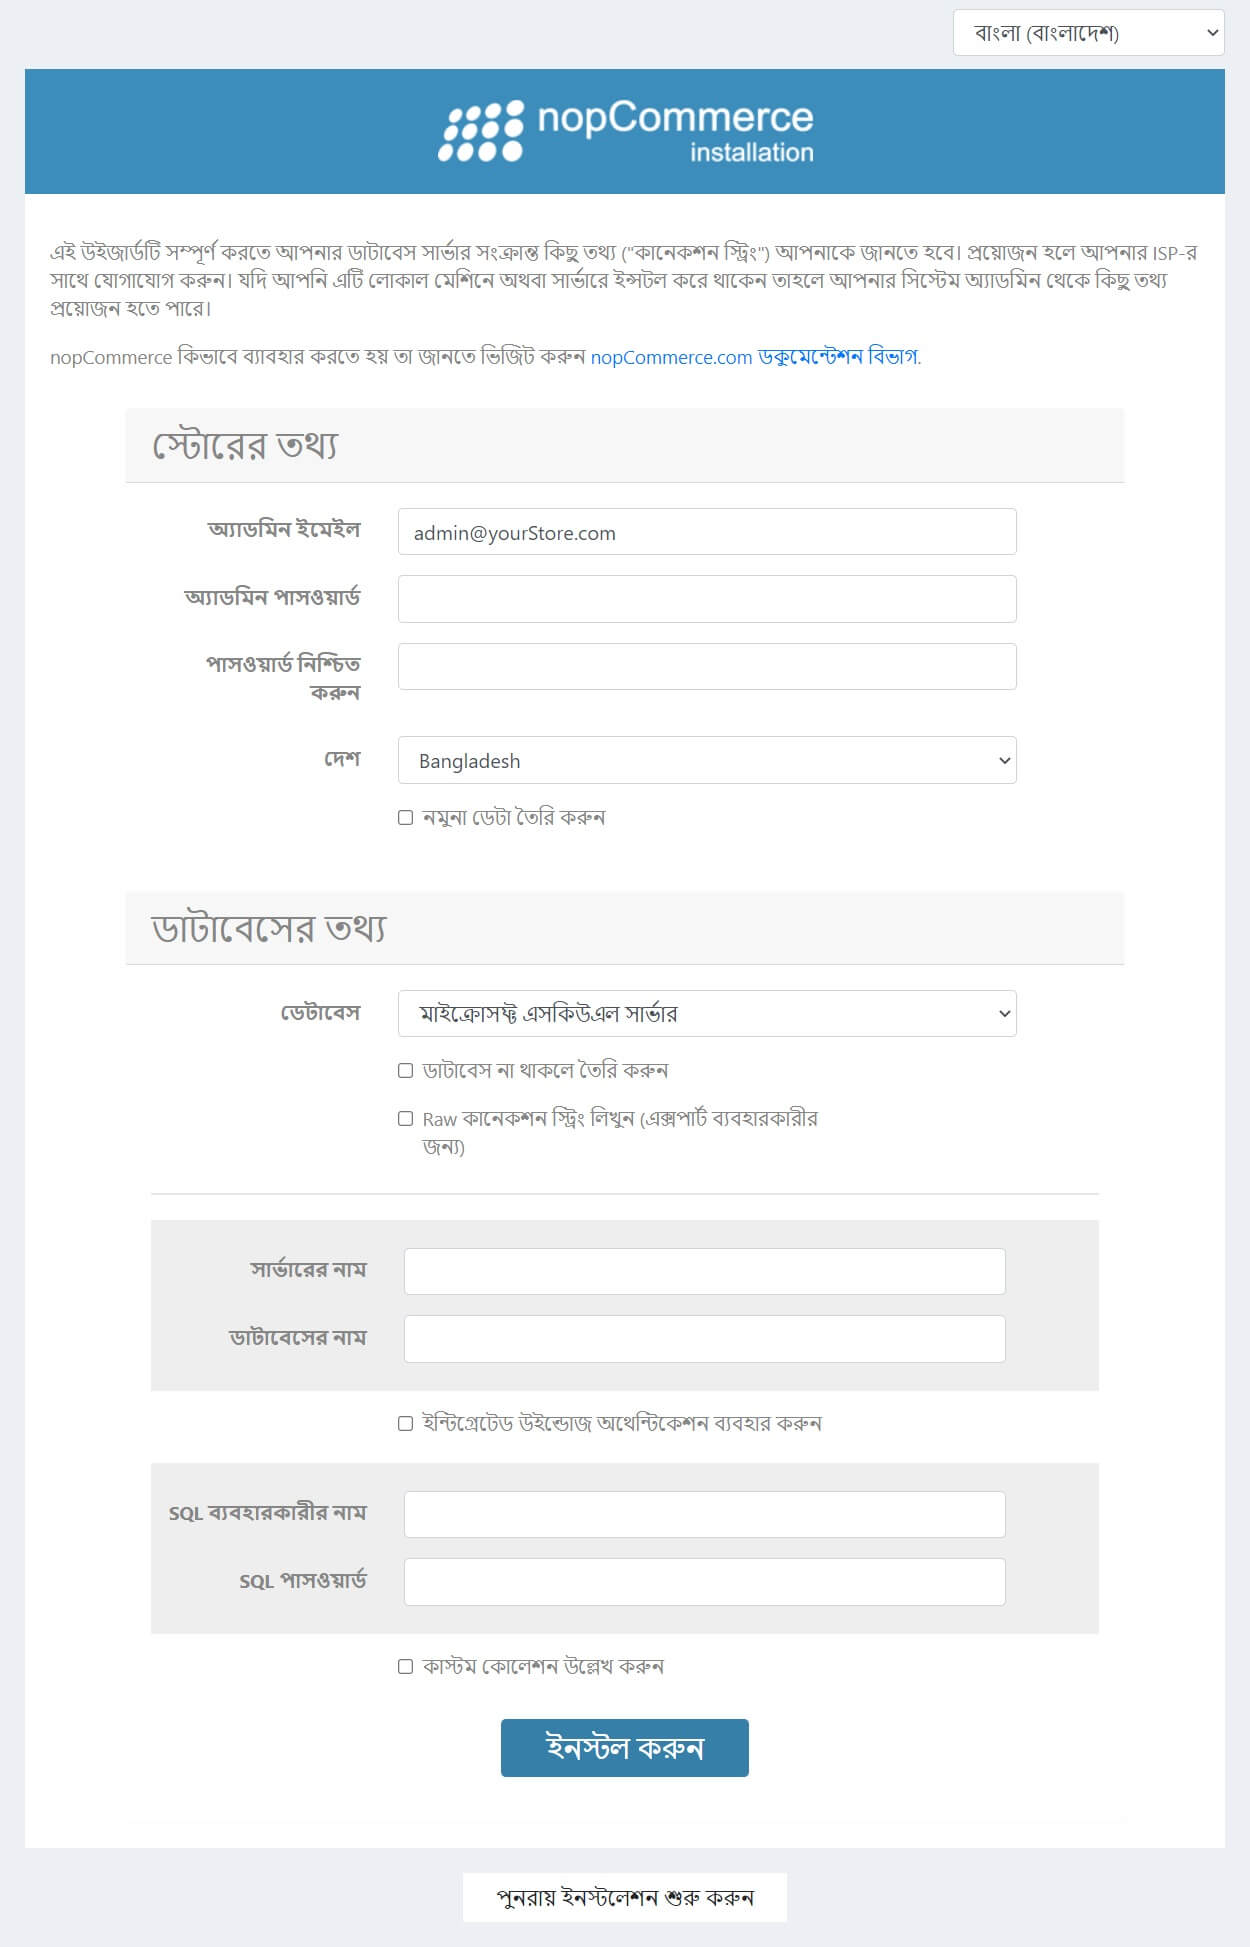 বাংলা (বাংলাদেশ)
nopCommerce
installation
এই উইজার্ডটি সম্পূর্ণ করতে আপনার ডাটাবেস সার্ভার সংক্রান্ত কিছু তথ্য ("কানেকশন স্ট্রিং") আপনাকে জানতে হবে। প্রয়োজন হলে আপনার ISP-র
সাথে যোগাযোগ করুন। যদি আপনি এটি লোকাল মেশিনে অথবা সার্ভারে ইন্সটল করে থাকেন তাহলে আপনার সিস্টেম অ্যাডমিন থেকে কিছু তথ্য
প্রয়োজন হতে পারে।
nopCommerce কিভাবে ব্যাবহার করতে হয় তা জানতে ভিজিট করুন nopCommerce.com ডকুমেন্টেশন বিভাগ.
স্টোরের তথ্য
অ্যাডমিন ইমেইল
admin@yourStore.com
অ্যাডমিন পাসওয়ার্ড
পাসওয়ার্ড নিশ্চিত
করুন
দেশ
Bangladesh
নমুনা ডেটা তৈরি করুন
ডাটাবেসের তথ্য
ডেটাবেস
মাইক্রোসফ্ট এসকিউএল সার্ভার
ডাটাবেস না থাকলে তৈরি করুন
Raw কানেকশন স্ট্রিং লিখুন (এক্সপার্ট ব্যবহারকারীর
জন্য)
সার্ভারের নাম
ডাটাবেসের নাম
ইন্টিগ্রেটেড উইন্ডোজ অথেন্টিকেশন ব্যবহার করুন
SQL ব্যবহারকারীর নাম
SQL পাসওয়ার্ড
কাস্টম কোলেশন উল্লেখ করুন
ইনস্টল করুন
পুনরায় ইনস্টলেশন শুরু করুন